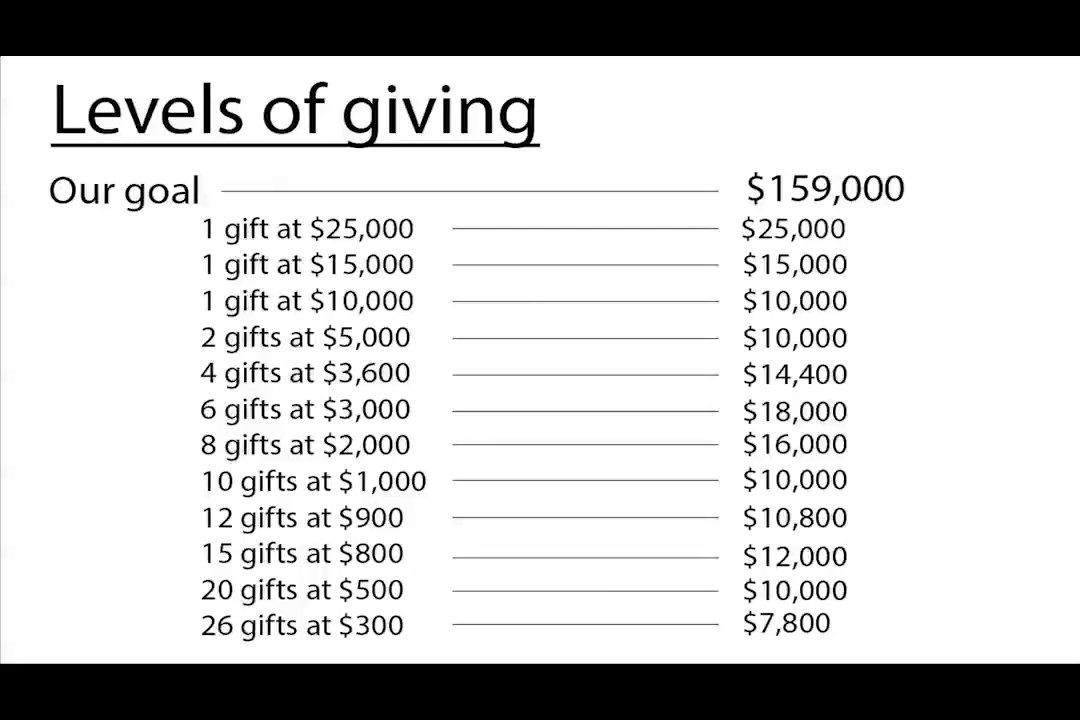 Levels of giving
Our goal $159,000
1 gift at $25,000 $25,000
1 gift at $15,000 $15,000
1 gift at $10,000 $10,000
2 gifts at $5,000 $10,000
4 gifts at $3,600 $14,400
6 gifts at $3,000 $18,000
8 gifts at $2,000 $16,000
10 gifts at $1,000 $10,000
12 gifts at $900 $10,800
15 gifts at $800 $12,000
20 gifts at $500 $10,000
26 gifts at $300 $7,800